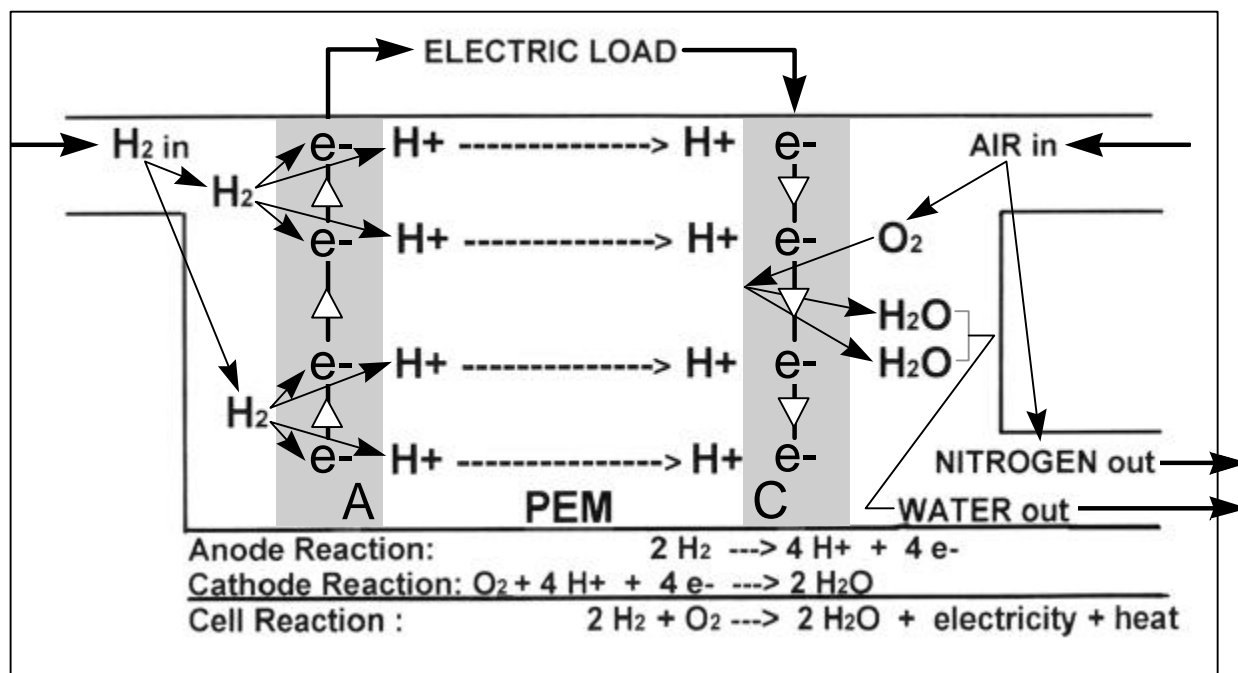 ELECTRIC LOAD
H2 in e- H+ --------------> H+ e- AIR in
H2
e- H+ --------------> H+ e- O2
H2O
e- H+ --------------> H+ e- H2O
H2
e- H+ ---------------> H+ e- NITROGEN out
A PEM C WATER out
Anode Reaction: 2 H2 ---> 4 H+ + 4 e-
Cathode Reaction: O2 + 4 H+ + 4 e- ---> 2 H2O
Cell Reaction : 2 H2 + O2 ---> 2 H2O + electricity + heat